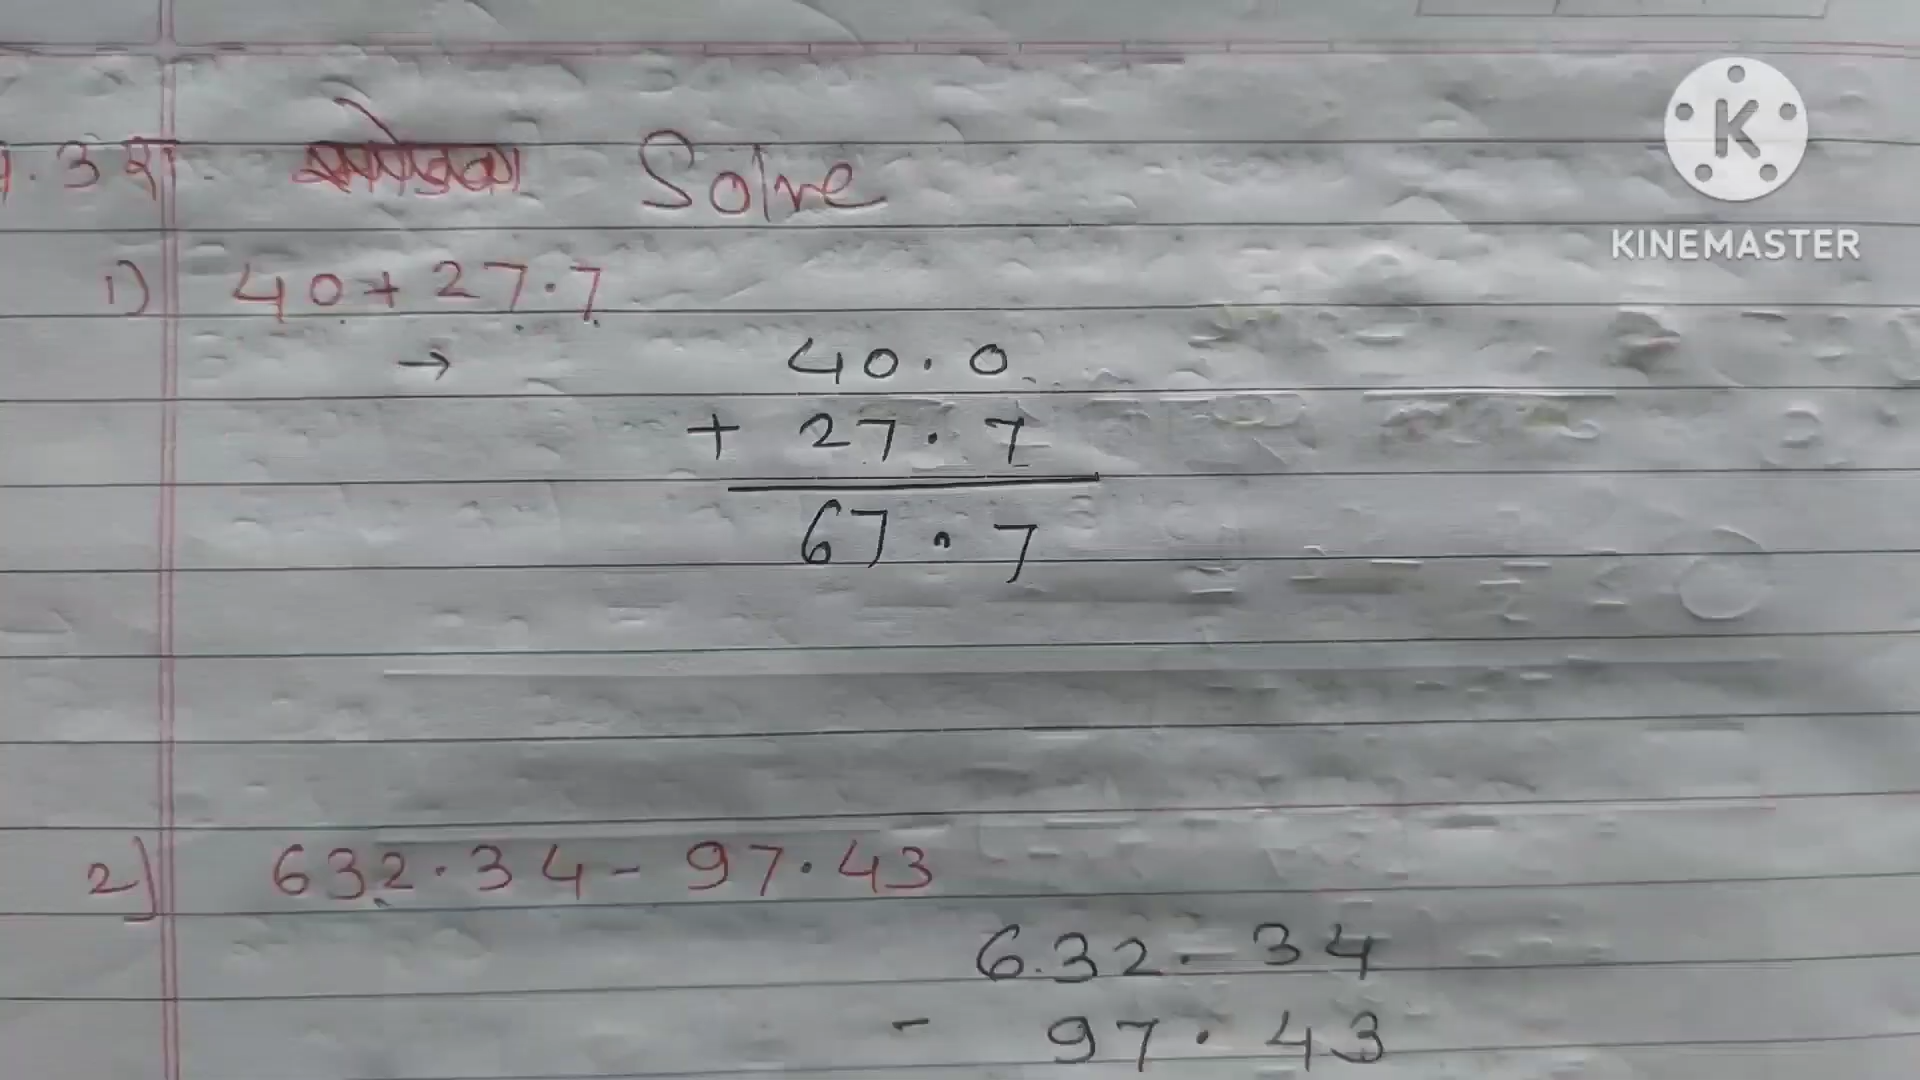 Solve
1) 40 + 27.7
→ 40.0
+ 27.7
67.7
2) 632.34 - 97.43
632.34
- 97.43
KINEMASTER